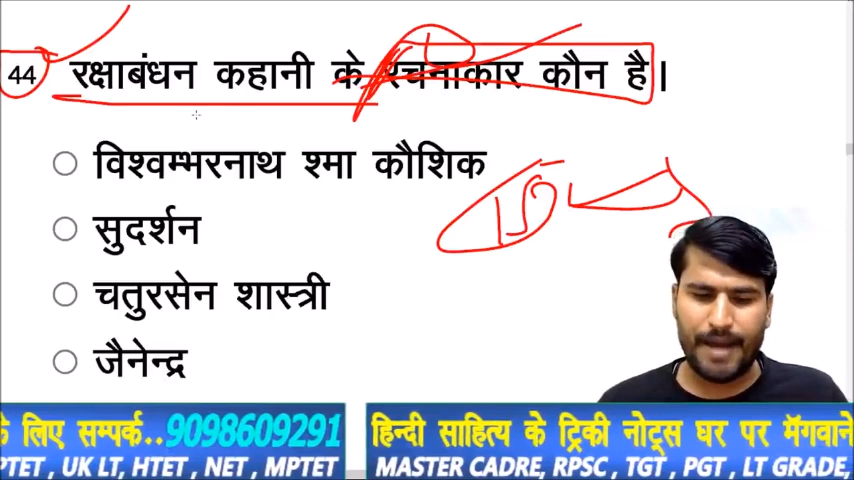 44 रक्षाबंधन कहानी के रचनाकार कौन है।
विश्वम्भरनाथ श्मा कौशिक
सुदर्शन
चतुरसेन शास्त्री
जैनेन्द्र
के लिए सम्पर्क..9098609291
हिन्दी साहित्य के ट्रिकी नोट्स घर पर मॅगवाने
PTET , UK LT, HTET , NET , MPTET
MASTER CADRE, RPSC , TGT , PGT , LT GRADE,